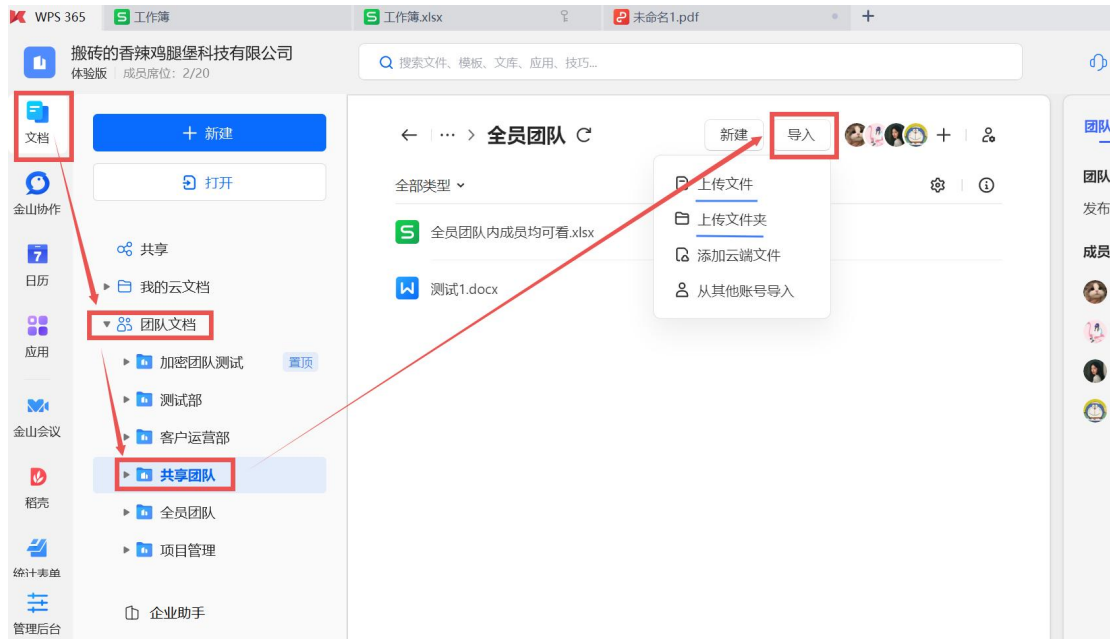 WPS 365
工作簿
工作簿.xlsx
未命名1.pdf
搬砖的香辣鸡腿堡科技有限公司
体验版 成员席位：2/20
搜索文件、模板、文库、应用、技巧...
文档
金山协作
7
日历
应用
金山会议
稻壳
统计表单
管理后台
新建
打开
共享
我的云文档
团队文档
加密团队测试 置顶
测试部
客户运营部
共享团队
全员团队
项目管理
企业助手
全员团队
新建
导入
全部类型
全员团队内成员均可看.xlsx
测试1.docx
上传文件
上传文件夹
添加云端文件
从其他账号导入
团队
团队
发布
成员